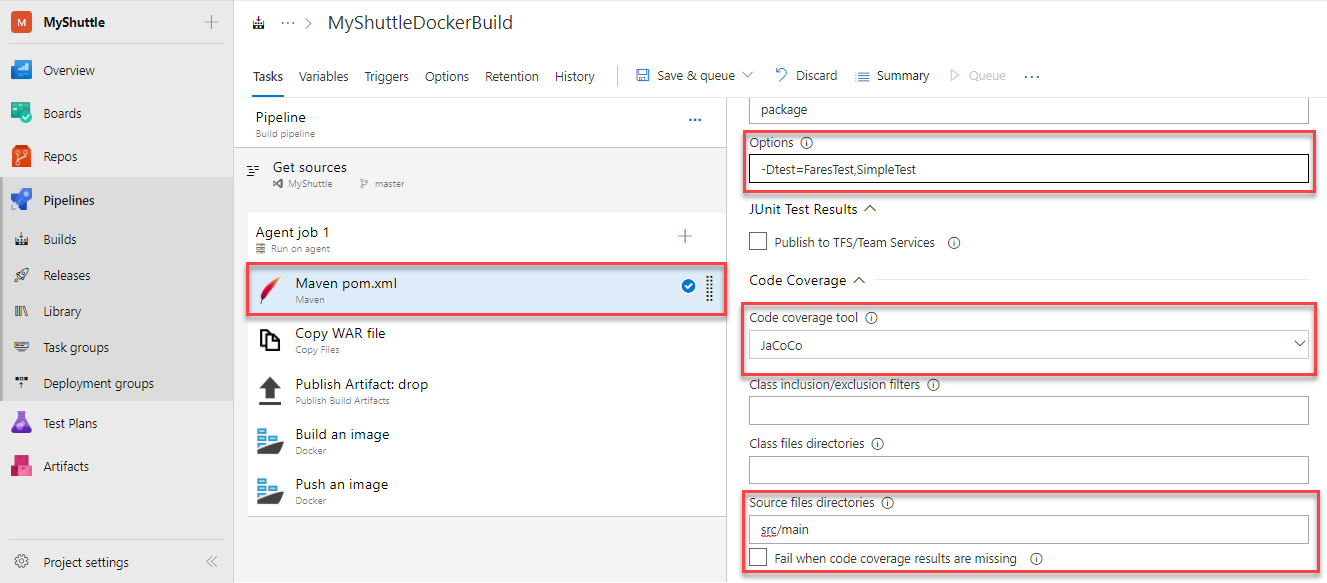 M MyShuttle
Overview
Boards
Repos
Pipelines
Builds
Releases
Library
Task groups
Deployment groups
Test Plans
Artifacts
Project settings
... > MyShuttleDockerBuild
Tasks Variables Triggers Options Retention History Save & queue Discard Summary Queue ...
Pipeline
Build pipeline
Get sources
MyShuttle master
Agent job 1
Run on agent
Maven pom.xml
Maven
Copy WAR file
Copy Files
Publish Artifact: drop
Publish Build Artifacts
Build an image
Docker
Push an image
Docker
package
Options
-Dtest=FaresTest,SimpleTest
JUnit Test Results
Publish to TFS/Team Services
Code Coverage
Code coverage tool
JaCoCo
Class inclusion/exclusion filters
Class files directories
Source files directories
src/main
Fail when code coverage results are missing